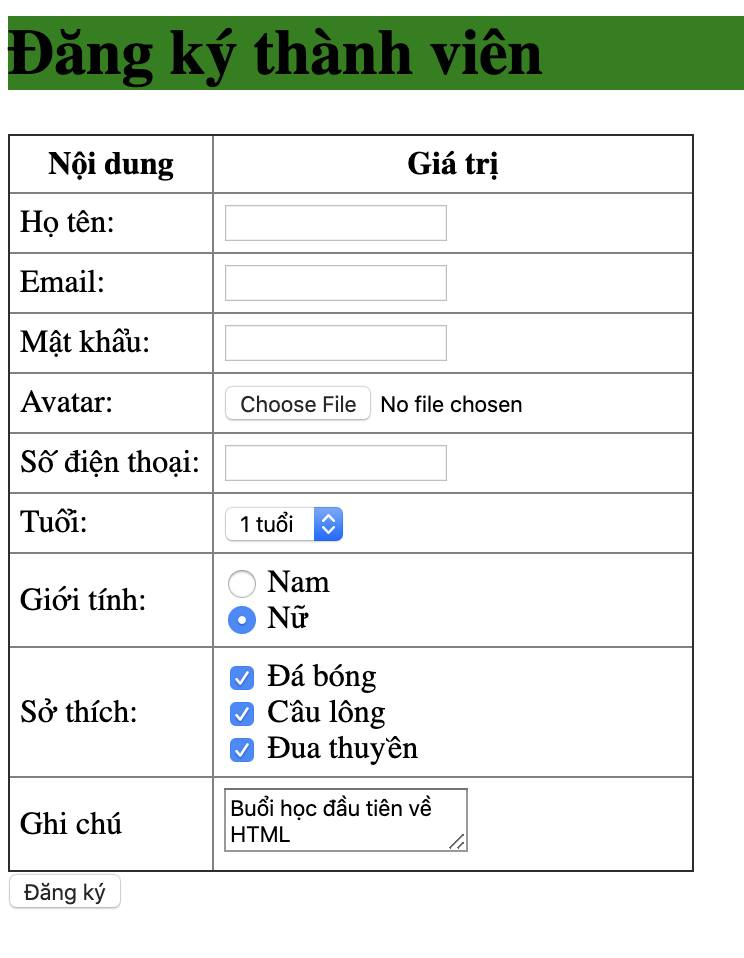 Đăng ký thành viên
Nội dung Giá trị
Họ tên:
Email:
Mật khẩu:
Avatar: Choose File No file chosen
Số điện thoại:
Tuổi: 1 tuổi
Giới tính:
Nam
Nữ
Sở thích:
Đá bóng
Cầu lông
Đua thuyền
Ghi chú
Buổi học đầu tiên về
HTML
Đăng ký